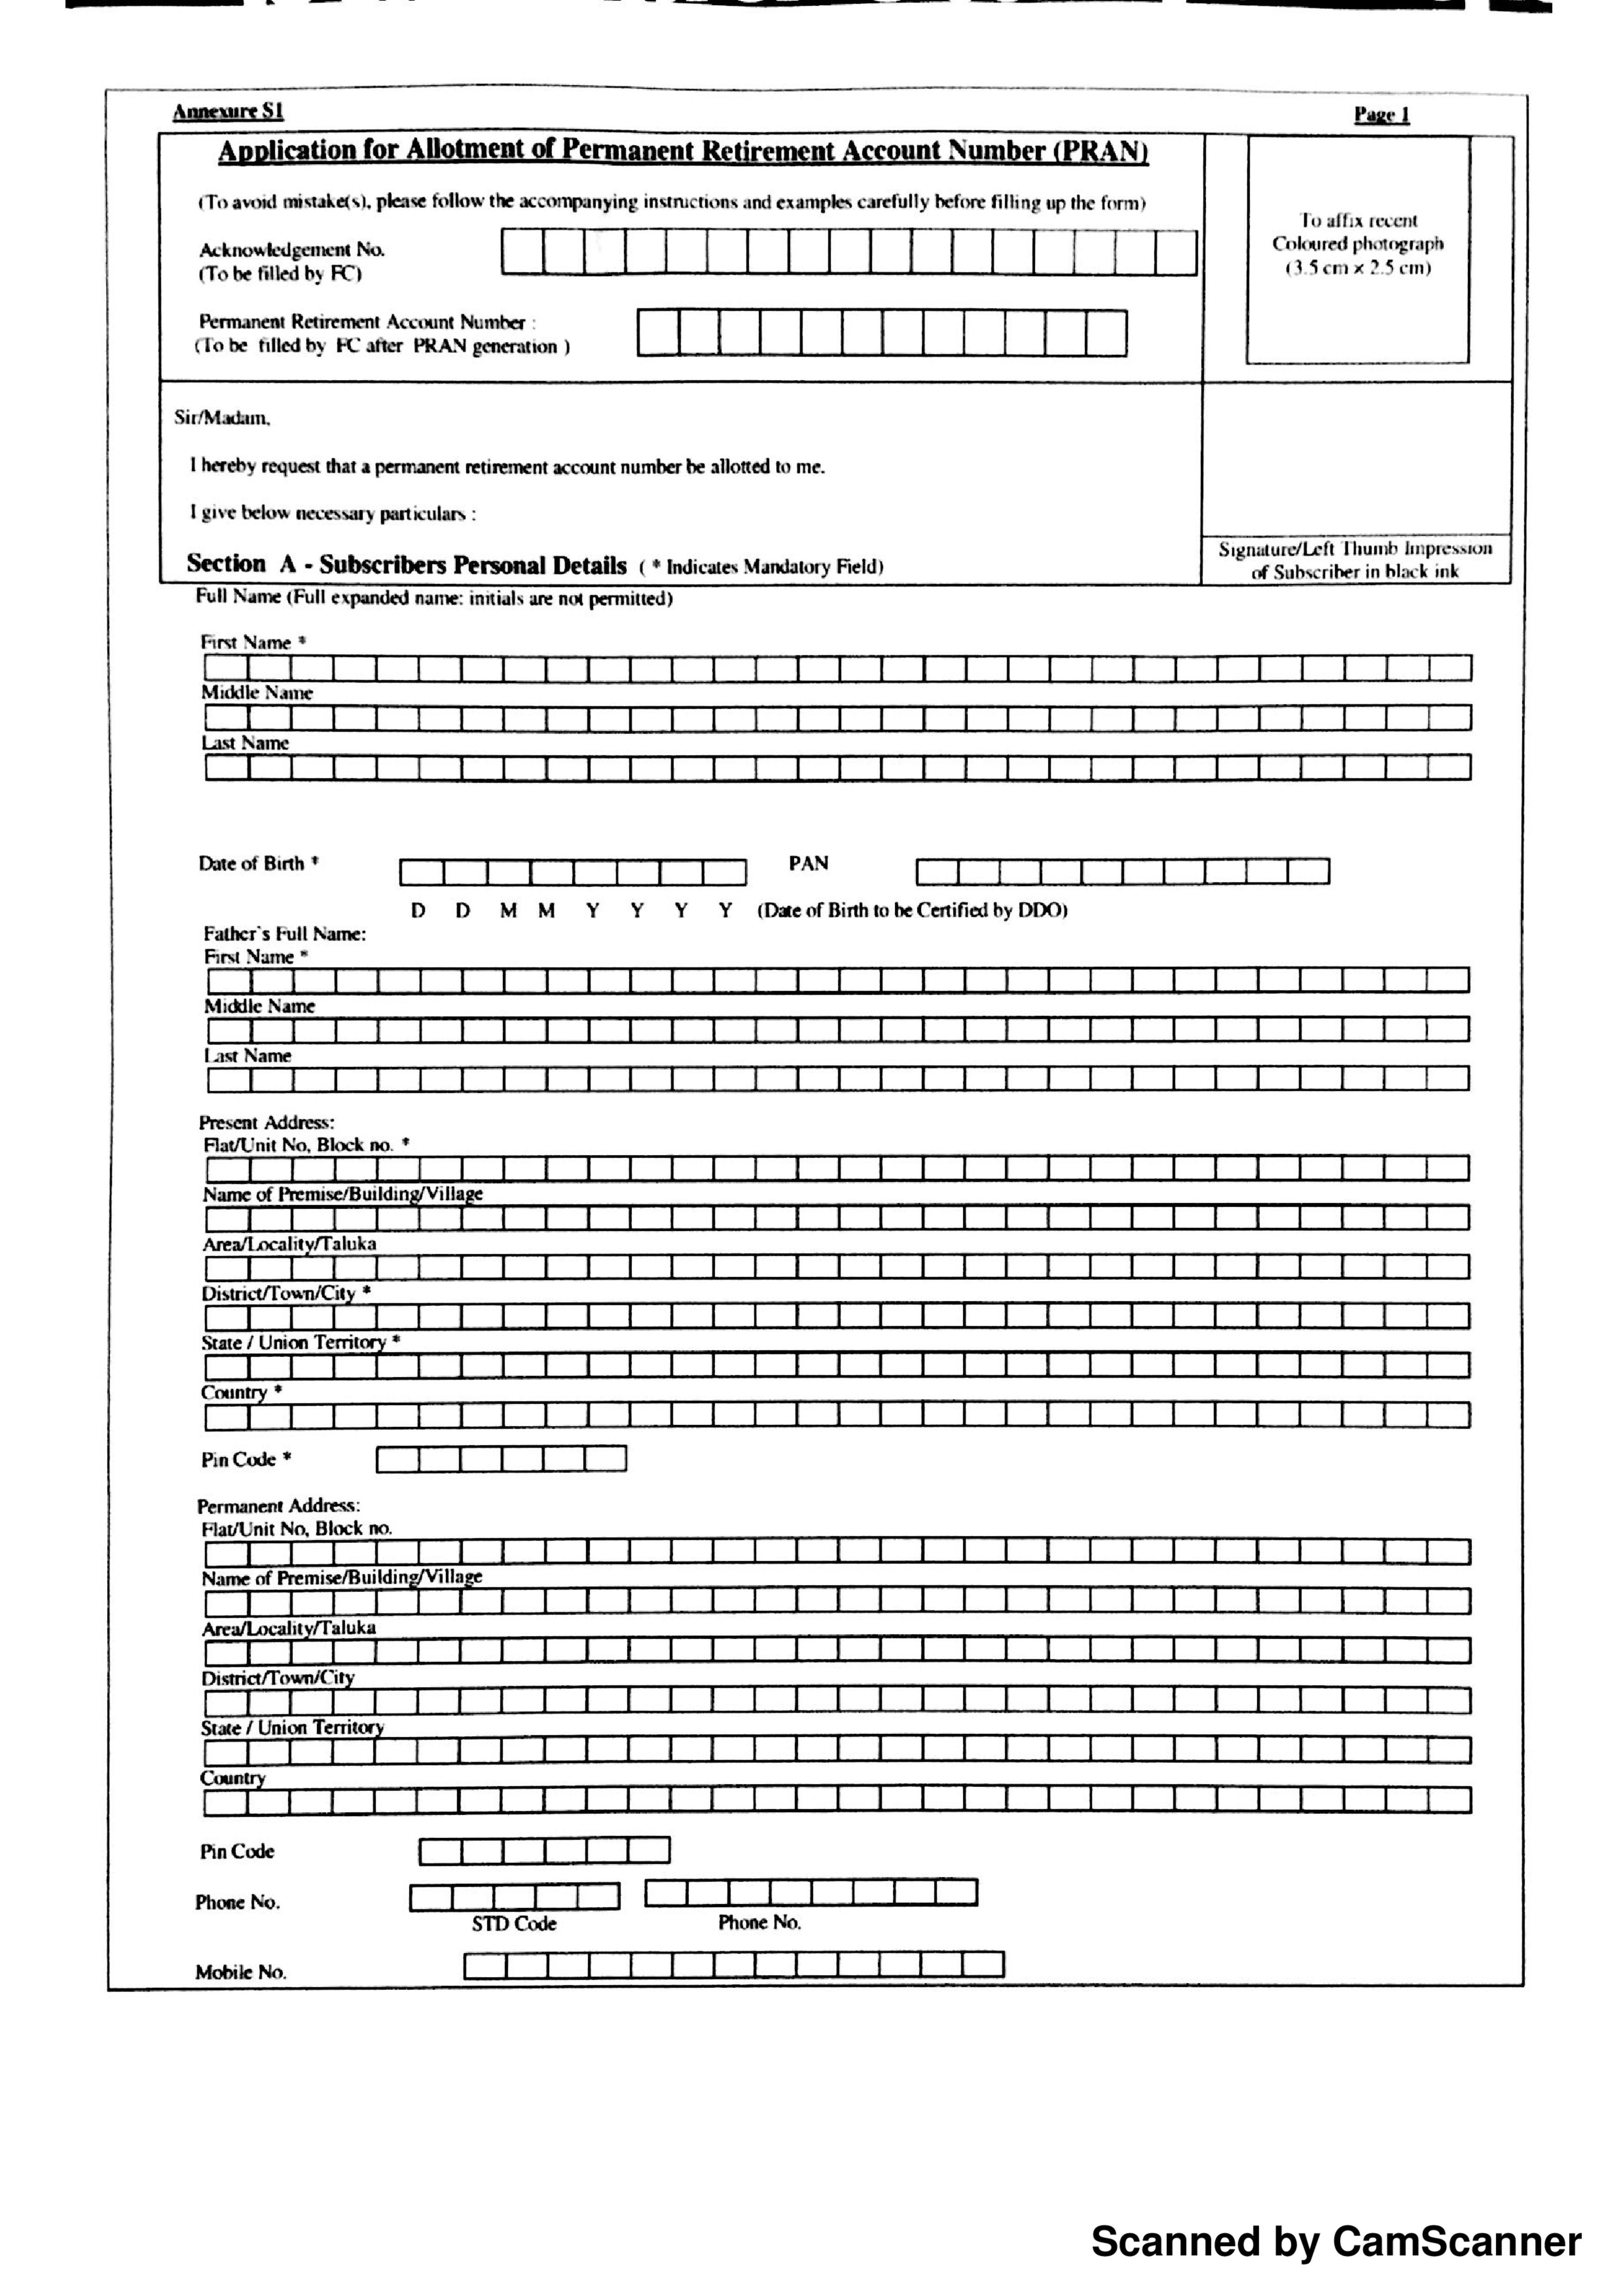 Annexure S1
Page 1
Application for Allotment of Permanent Retirement Account Number (PRAN)
(To avoid mistake(s), please follow the accompanying instructions and examples carefully before filling up the form)
To affix recent
Coloured photograph
(3.5 cm x 2.5 cm)
Acknowledgement No.
(To be filled by FC)
Permanent Retirement Account Number :
(To be filled by FC after PRAN generation )
Sir/Madam,
I hereby request that a permanent retirement account number be allotted to me.
I give below necessary particulars :
Signature/Left Thumb Impression
of Subscriber in black ink
Section A - Subscribers Personal Details ( * Indicates Mandatory Field)
Full Name (Full expanded name: initials are not permitted)
First Name *
Middle Name
Last Name
Date of Birth * PAN
D D M M Y Y Y Y (Date of Birth to be Certified by DDO)
Father's Full Name:
First Name *
Middle Name
Last Name
Present Address:
Flat/Unit No, Block no. *
Name of Premise/Building/Village
Area/Locality/Taluka
District/Town/City *
State / Union Territory *
Country *
Pin Code *
Permanent Address:
Flat/Unit No, Block no.
Name of Premise/Building/Village
Area/Locality/Taluka
District/Town/City
State / Union Territory
Country
Pin Code
Phone No.
STD Code Phone No.
Mobile No.
Scanned by CamScanner